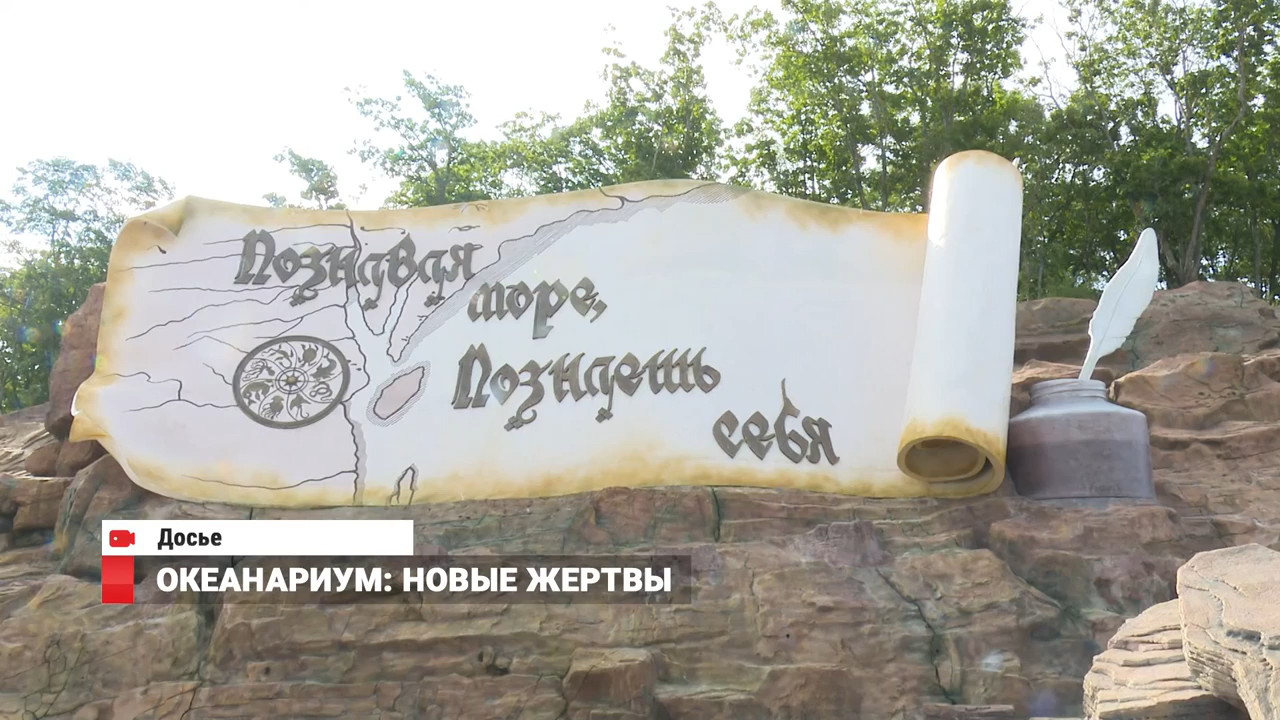 Познавая
море,
Познаешь
себя
Досье
ОКЕАНАРИУМ: НОВЫЕ ЖЕРТВЫ